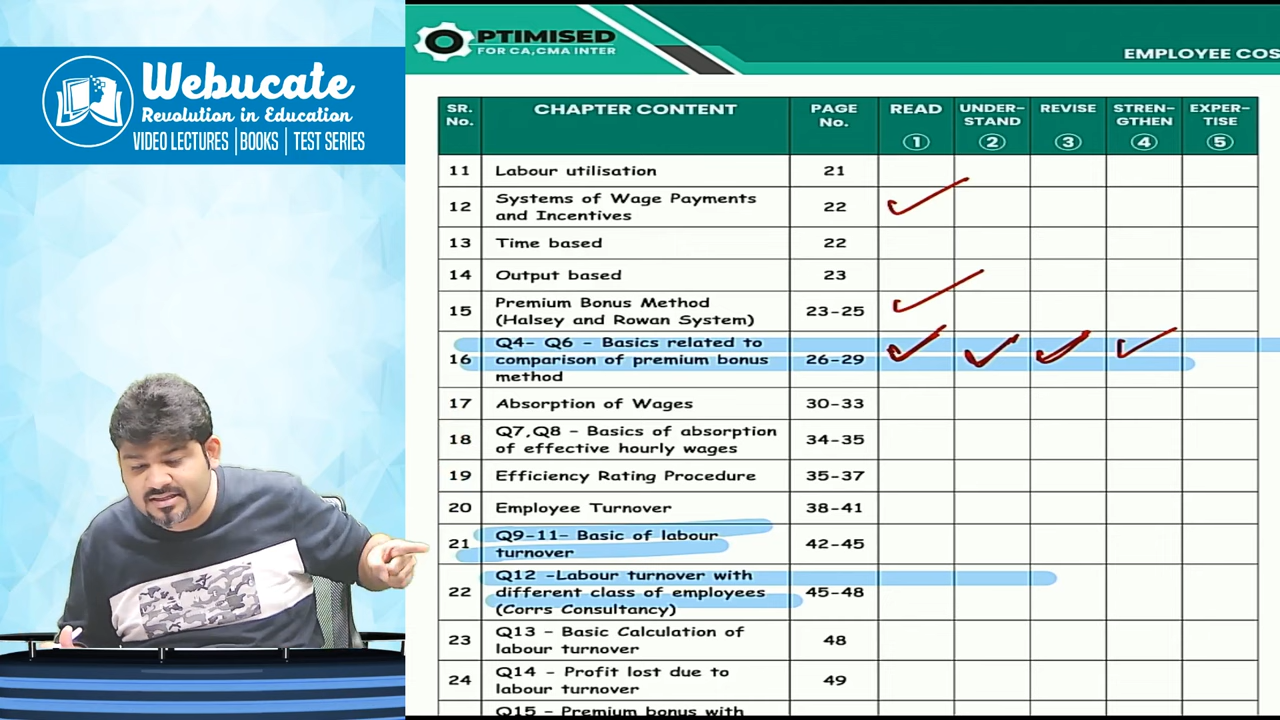 Webucate
Revolution in Education
VIDEO LECTURES | BOOKS | TEST SERIES
PTIMISED
FOR CA,CMA INTER
EMPLOYEE COS
SR. No. CHAPTER CONTENT PAGE No. READ ① UNDER-STAND ② REVISE ③ STREN-GTHEN ④ EXPER-TISE ⑤
11 Labour utilisation 21
12 Systems of Wage Payments
and Incentives 22
13 Time based 22
14 Output based 23
15 Premium Bonus Method
(Halsey and Rowan System) 23-25
16 Q4- Q6 - Basics related to
comparison of premium bonus
method 26-29
17 Absorption of Wages 30-33
18 Q7,Q8 - Basics of absorption
of effective hourly wages 34-35
19 Efficiency Rating Procedure 35-37
20 Employee Turnover 38-41
21 Q9-11- Basic of labour
turnover 42-45
22 Q12 -Labour turnover with
different class of employees
(Corrs Consultancy) 45-48
23 Q13 - Basic Calculation of
labour turnover 48
24 Q14 - Profit lost due to
labour turnover 49
Q15 - Premium bonus with